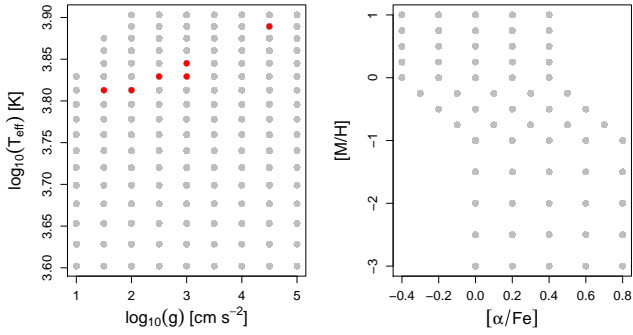 3.60 3.65 3.70 3.75 3.80 3.85 3.90
log₁₀(T_eff) [K]
1 2 3 4 5
log₁₀(g) [cm s⁻²]
1
0
−1
−2
−3
[M/H]
−0.4 −0.2 0.0 0.2 0.4 0.6 0.8
[α/Fe]